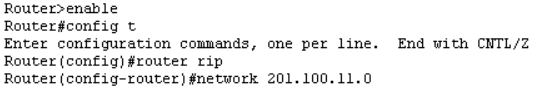 Router>enable
Router#config t
Enter configuration commands, one per line.  End with CNTL/Z
Router(config)#router rip
Router(config-router)#network 201.100.11.0